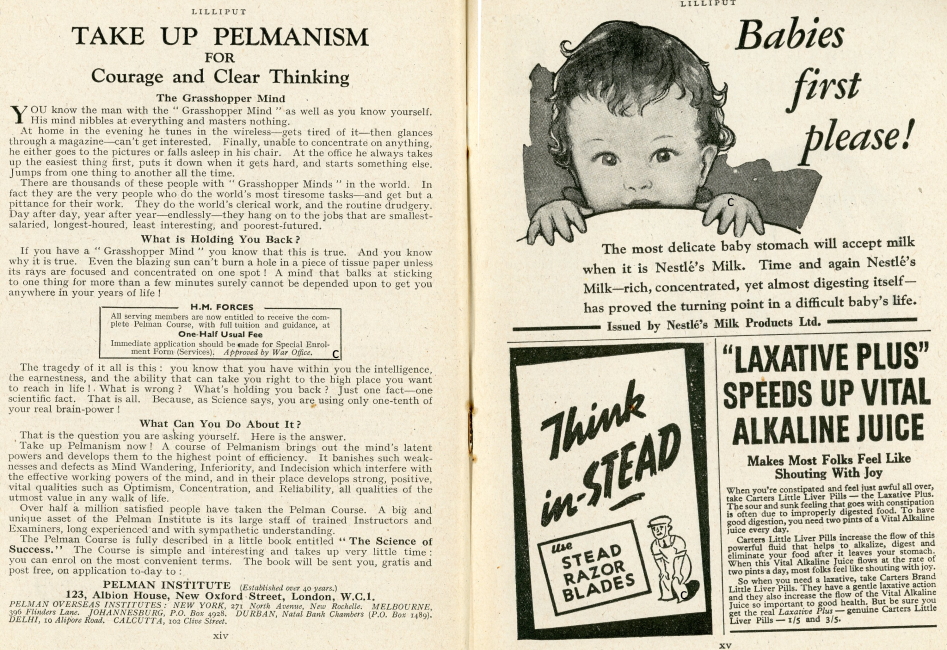 LILLIPUT
TAKE UP PELMANISM
FOR
Courage and Clear Thinking
The Grasshopper Mind
YOU know the man with the “ Grasshopper Mind ” as well as you know yourself.
His mind nibbles at everything and masters nothing.
At home in the evening he tunes in the wireless—gets tired of it—then glances
through a magazine—can't get interested. Finally, unable to concentrate on anything,
he either goes to the pictures or falls asleep in his chair. At the office he always takes
up the easiest thing first, puts it down when it gets hard, and starts something else.
Jumps from one thing to another all the time.
There are thousands of these people with “ Grasshopper Minds ” in the world. In
fact they are the very people who do the world's most tiresome tasks—and get but a
pittance for their work. They do the world's clerical work, and the routine drudgery.
Day after day, year after year—endlessly—they hang on to the jobs that are smallest-
salaried, longest-houred, least interesting, and poorest-futured.
What is Holding You Back?
If you have a “ Grasshopper Mind ” you know that this is true. And you know
why it is true. Even the blazing sun can't burn a hole in a piece of tissue paper unless
its rays are focused and concentrated on one spot ! A mind that balks at sticking
to one thing for more than a few minutes surely cannot be depended upon to get you
anywhere in your years of life !
H.M. FORCES
All serving members are now entitled to receive the com-
plete Pelman Course, with full tuition and guidance, at
One-Half Usual Fee
Immediate application should be made for Special Enrol-
ment Form (Services). Approved by War Office. C
The tragedy of it all is this : you know that you have within you the intelligence,
the earnestness, and the ability that can take you right to the high place you want
to reach in life ! What is wrong ? What's holding you back ? Just one fact—one
scientific fact. That is all. Because, as Science says, you are using only one-tenth of
your real brain-power !
What Can You Do About It?
That is the question you are asking yourself. Here is the answer.
Take up Pelmanism now ! A course of Pelmanism brings out the mind's latent
powers and develops them to the highest point of efficiency. It banishes such weak-
nesses and defects as Mind Wandering, Inferiority, and Indecision which interfere with
the effective working powers of the mind, and in their place develops strong, positive,
vital qualities such as Optimism, Concentration, and Reliability, all qualities of the
utmost value in any walk of life.
Over half a million satisfied people have taken the Pelman Course. A big and
unique asset of the Pelman Institute is its large staff of trained Instructors and
Examiners, long experienced and with sympathetic understanding.
The Pelman Course is fully described in a little book entitled “ The Science of
Success.” The Course is simple and interesting and takes up very little time :
you can enrol on the most convenient terms. The book will be sent you, gratis and
post free, on application to-day to :
PELMAN INSTITUTE (Established over 40 years.)
123, Albion House, New Oxford Street, London, W.C.1.
PELMAN OVERSEAS INSTITUTES : NEW YORK, 271 North Avenue, New Rochelle. MELBOURNE,
396 Flinders Lane. JOHANNESBURG, P.O. Box 4928. DURBAN, Natal Bank Chambers (P.O. Box 1489).
DELHI, 10 Alipore Road. CALCUTTA, 102 Clive Street.
xiv
LILLIPUT
Babies
first
please!
C
The most delicate baby stomach will accept milk
when it is Nestlé's Milk. Time and again Nestlé's
Milk—rich, concentrated, yet almost digesting itself—
has proved the turning point in a difficult baby's life.
Issued by Nestlé's Milk Products Ltd.
Think
in-STEAD
use
STEAD
RAZOR
BLADES
“LAXATIVE PLUS”
SPEEDS UP VITAL
ALKALINE JUICE
Makes Most Folks Feel Like
Shouting With Joy
When you're constipated and feel just awful all over,
take Carters Little Liver Pills — the Laxative Plus.
The sour and sunk feeling that goes with constipation
is often due to improperly digested food. To have
good digestion, you need two pints of a Vital Alkaline
juice every day.
Carters Little Liver Pills increase the flow of this
powerful fluid that helps to alkalize, digest and
eliminate your food after it leaves your stomach.
When this Vital Alkaline Juice flows at the rate of
two pints a day, most folks feel like shouting with joy.
So when you need a laxative, take Carters Brand
Little Liver Pills. They have a gentle laxative action
and they also increase the flow of the Vital Alkaline
Juice so important to good health. But be sure you
get the real Laxative Plus — genuine Carters Little
Liver Pills — 1/5 and 3/5.
xv